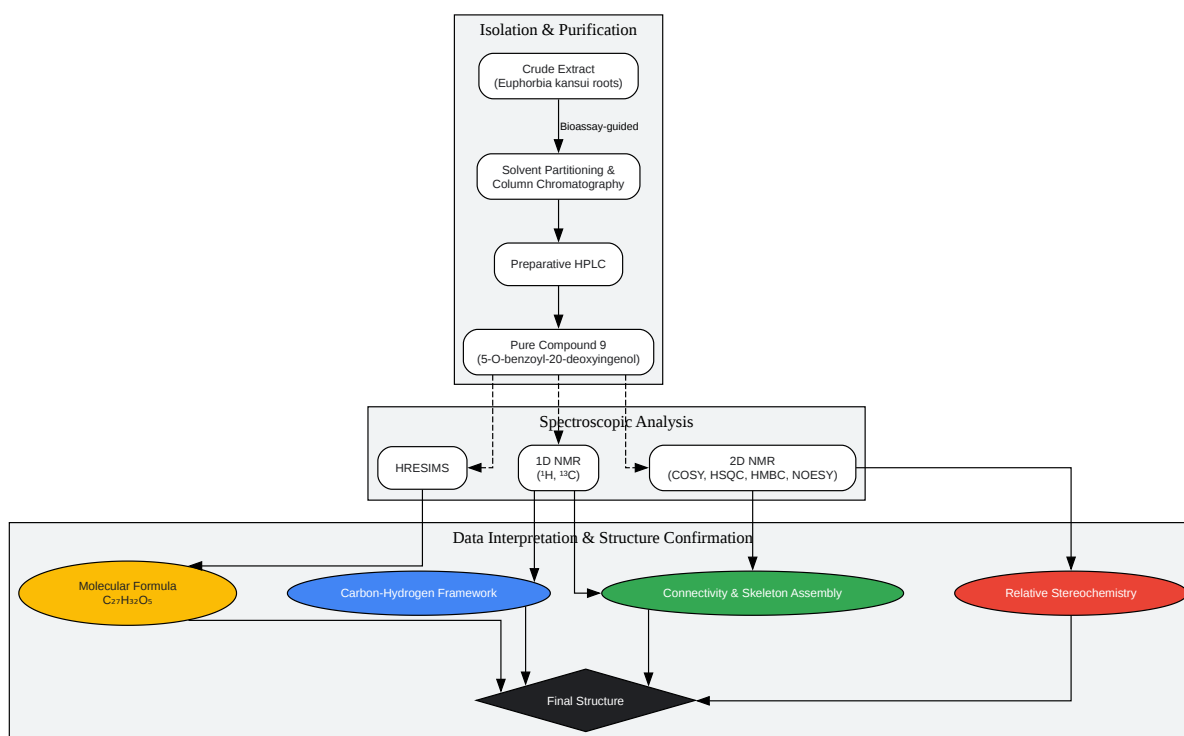 Isolation & Purification
Crude Extract
(Euphorbia kansui roots)
Bioassay-guided
Solvent Partitioning &
Column Chromatography
Preparative HPLC
Pure Compound 9
(5-O-benzoyl-20-deoxyingenol)
Spectroscopic Analysis
HRESIMS
1D NMR
(¹H, ¹³C)
2D NMR
(COSY, HSQC, HMBC, NOESY)
Data Interpretation & Structure Confirmation
Molecular Formula
C₂₇H₃₂O₅
Carbon-Hydrogen Framework
Connectivity & Skeleton Assembly
Relative Stereochemistry
Final Structure